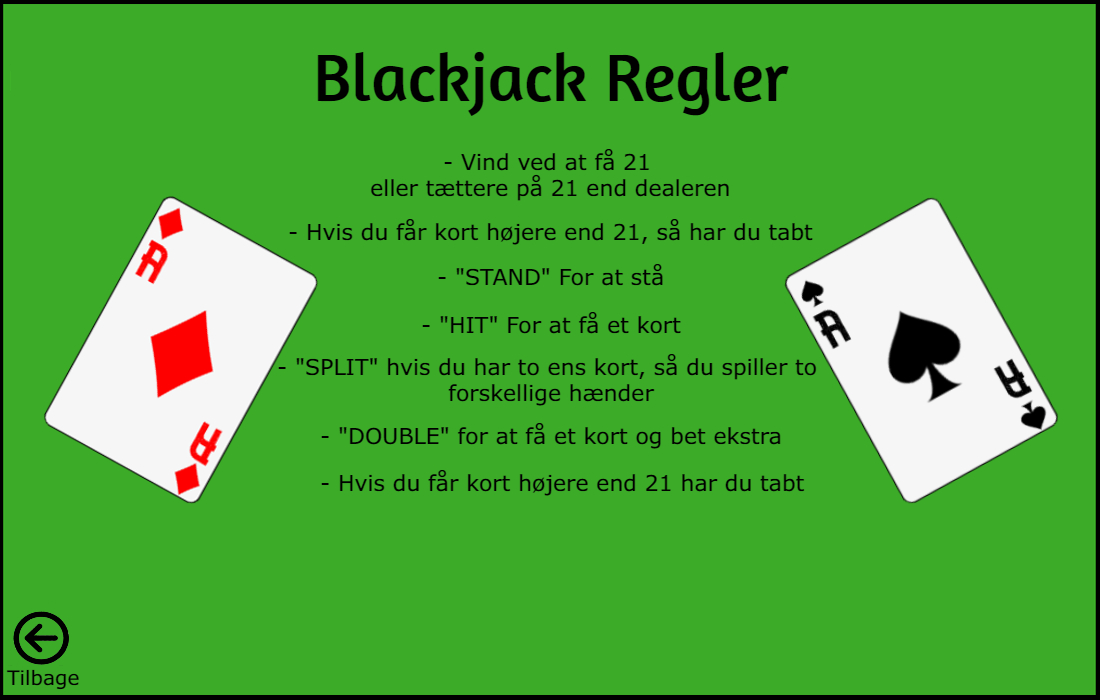 Blackjack Regler
- Vind ved at få 21
eller tættere på 21 end dealeren
- Hvis du får kort højere end 21, så har du tabt
- "STAND" For at stå
- "HIT" For at få et kort
- "SPLIT" hvis du har to ens kort, så du spiller to
forskellige hænder
- "DOUBLE" for at få et kort og bet ekstra
- Hvis du får kort højere end 21 har du tabt
A
A
A
A
Tilbage